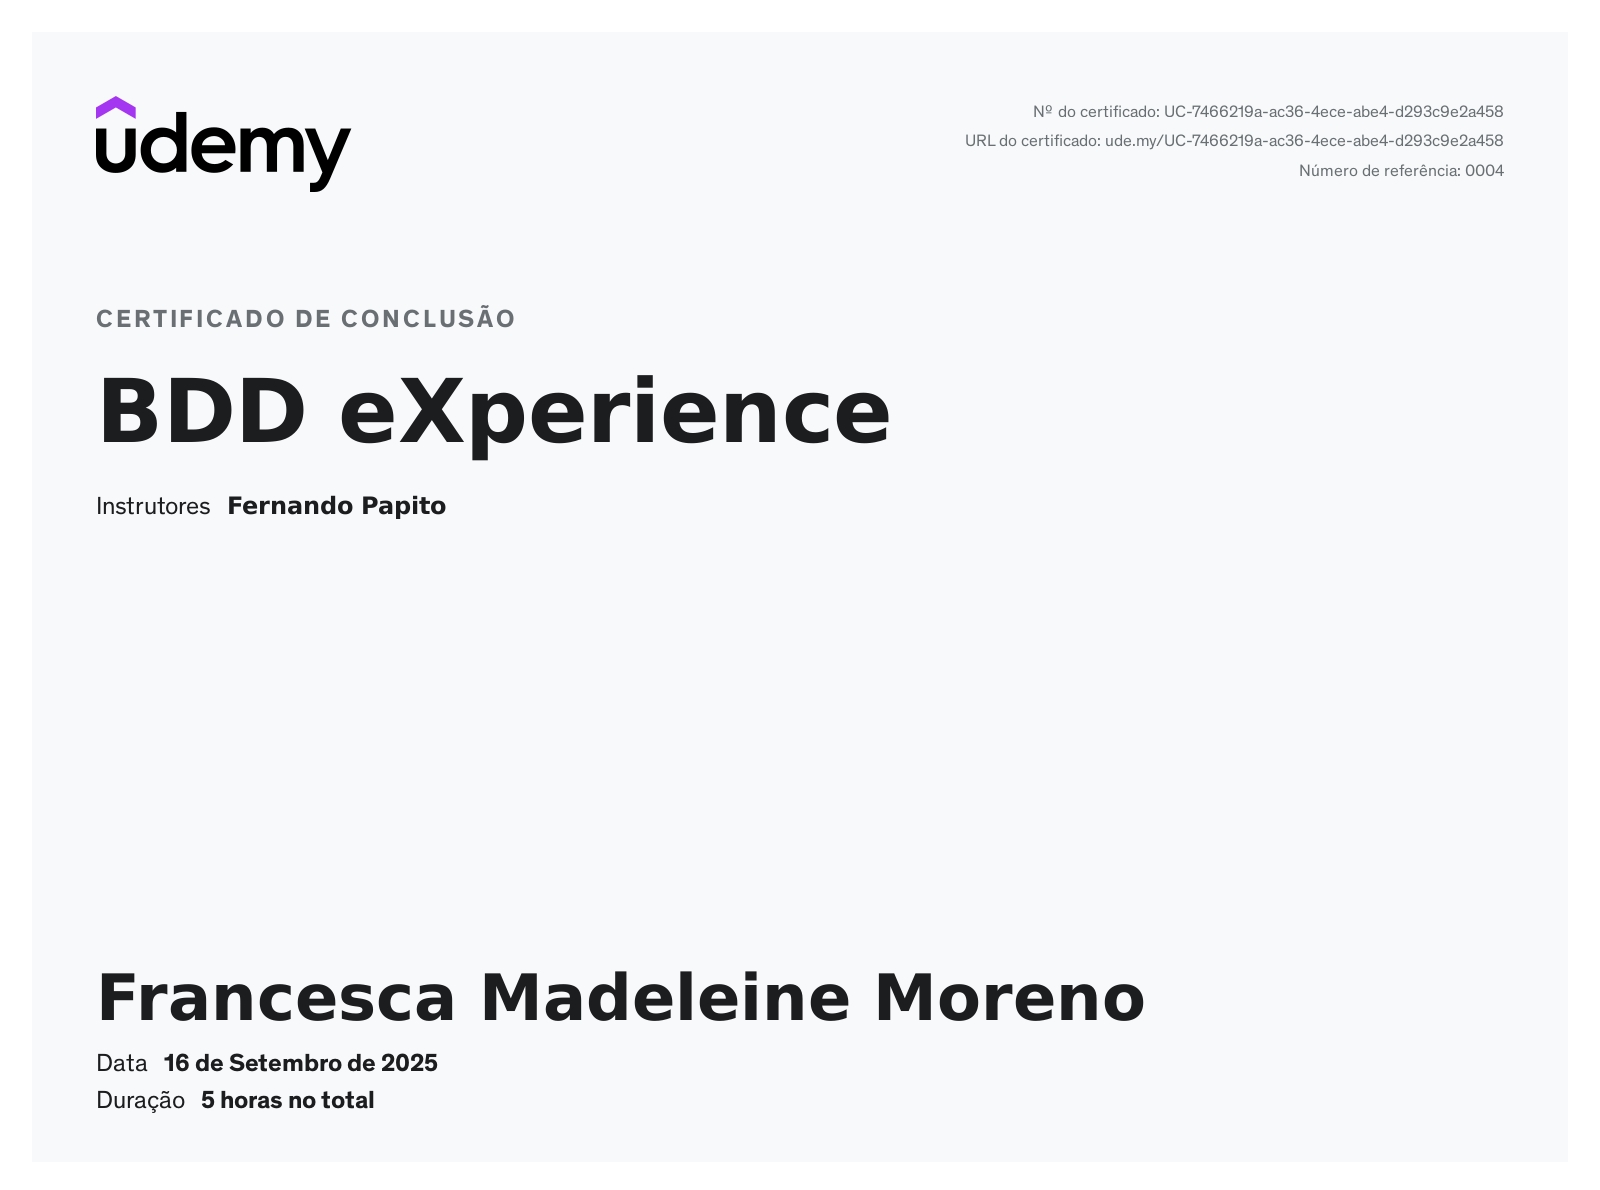 udemy
Nº do certificado: UC-7466219a-ac36-4ece-abe4-d293c9e2a458
URL do certificado: ude.my/UC-7466219a-ac36-4ece-abe4-d293c9e2a458
Número de referência: 0004
CERTIFICADO DE CONCLUSÃO
BDD eXperience
Instrutores Fernando Papito
Francesca Madeleine Moreno
Data 16 de Setembro de 2025
Duração 5 horas no total